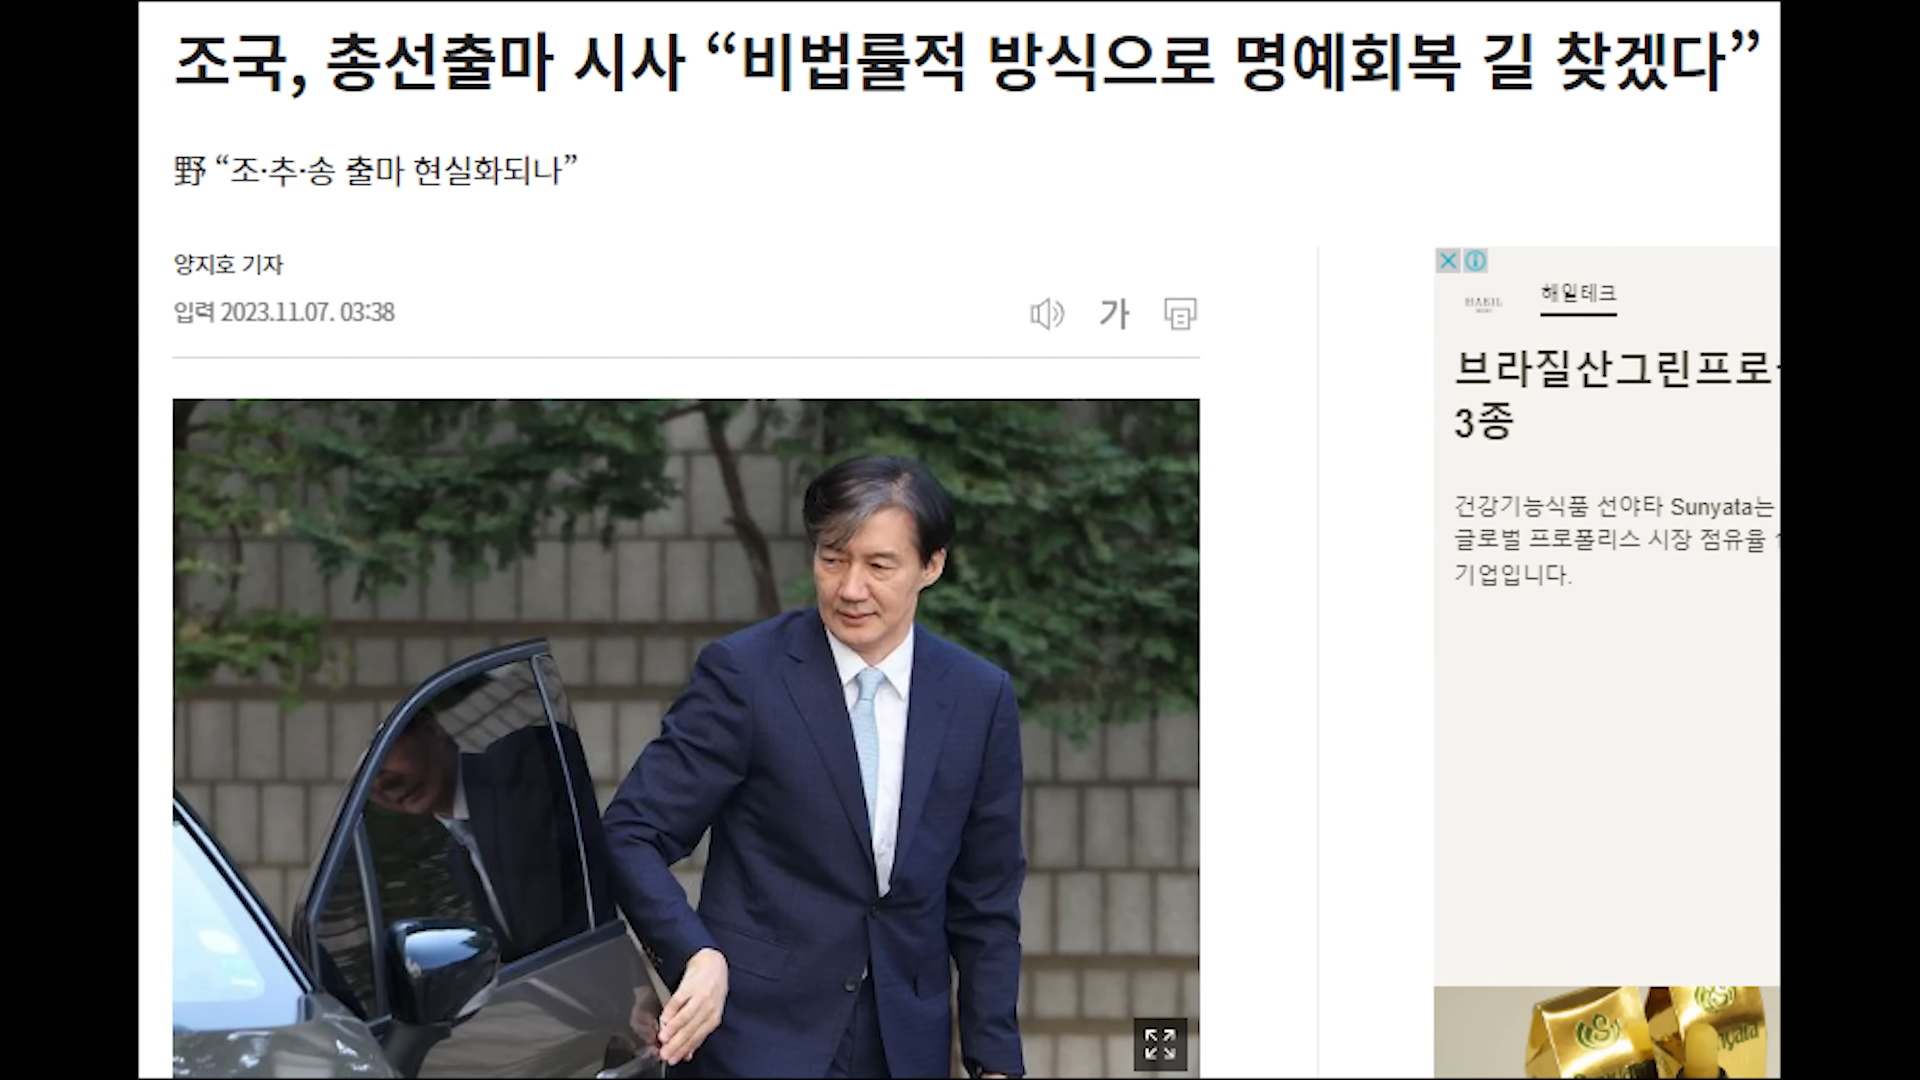 조국, 총선출마 시사 “비법률적 방식으로 명예회복 길 찾겠다”
野 “조·추·송 출마 현실화되나”
양지호 기자
입력 2023.11.07. 03:38
가
해일테크
브라질산그린프로
3종
건강기능식품 선야타 Sunyata는
글로벌 프로폴리스 시장 점유율
기업입니다.